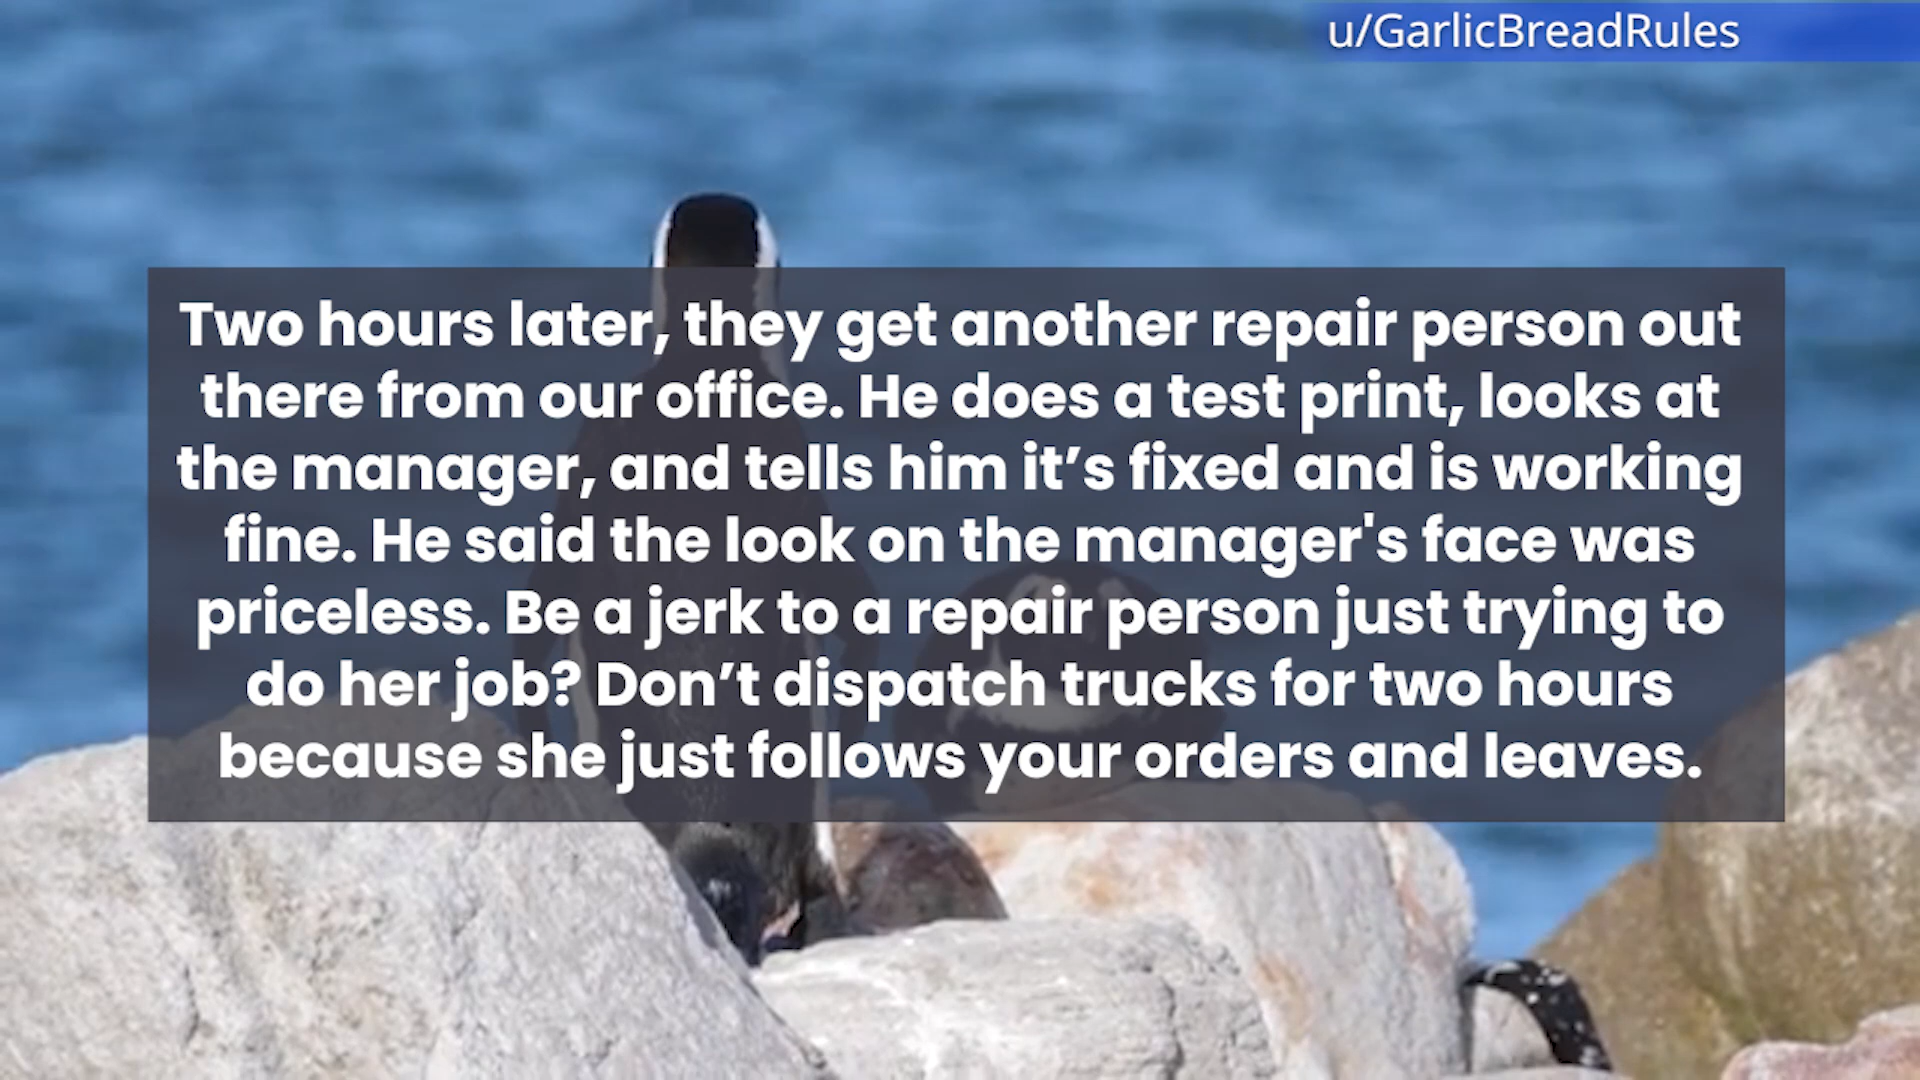 u/GarlicBreadRules
Two hours later, they get another repair person out
there from our office. He does a test print, looks at
the manager, and tells him it’s fixed and is working
fine. He said the look on the manager's face was
priceless. Be a jerk to a repair person just trying to
do her job? Don’t dispatch trucks for two hours
because she just follows your orders and leaves.